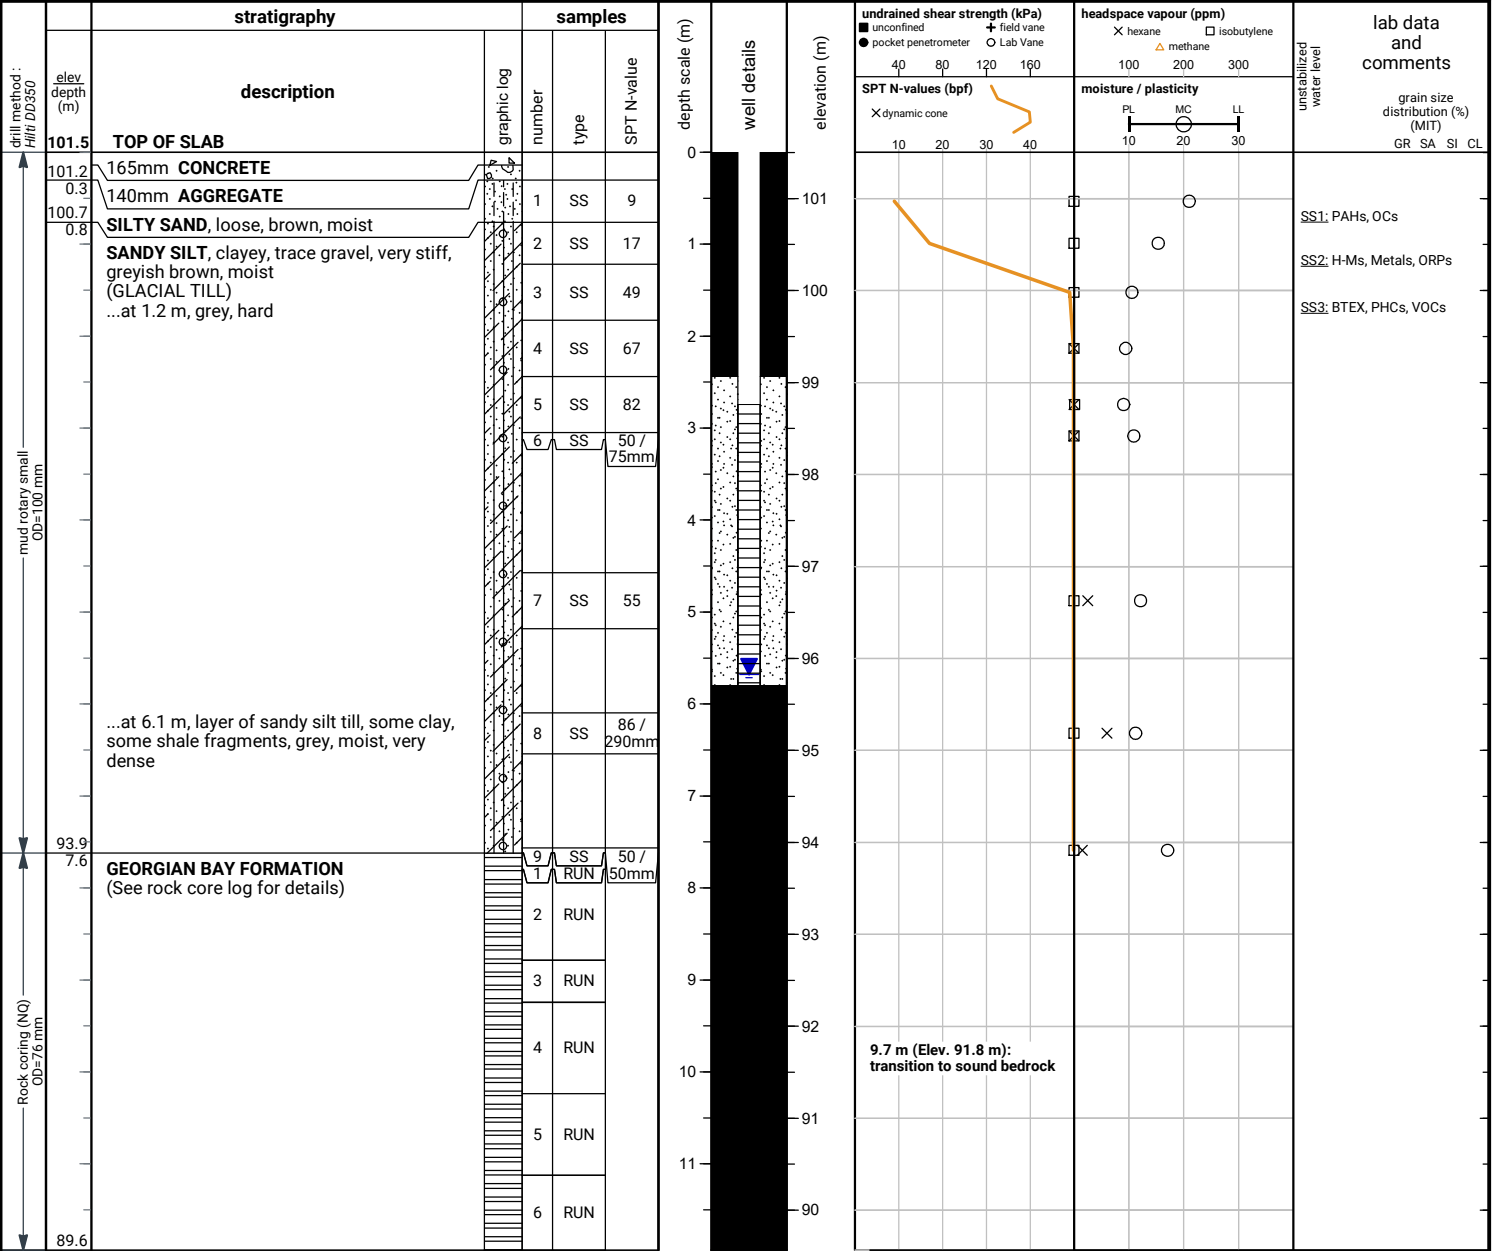 stratigraphy
samples
drill method :
Hilti DD350
elev
depth
(m)
description
graphic log
number
type
SPT N-value
depth scale (m)
well details
elevation (m)
undrained shear strength (kPa)
unconfined
field vane
pocket penetrometer
Lab Vane
40 80 120 160
SPT N-values (bpf)
dynamic cone
10 20 30 40
headspace vapour (ppm)
hexane
isobutylene
methane
100 200 300
moisture / plasticity
PL MC LL
10 20 30
unstabilized
water level
lab data
and
comments
grain size
distribution (%)
(MIT)
GR SA SI CL
101.5 TOP OF SLAB
101.2
0.3
165mm CONCRETE
140mm AGGREGATE
100.7
0.8
SILTY SAND, loose, brown, moist
SANDY SILT, clayey, trace gravel, very stiff,
greyish brown, moist
(GLACIAL TILL)
...at 1.2 m, grey, hard
...at 6.1 m, layer of sandy silt till, some clay,
some shale fragments, grey, moist, very
dense
93.9
7.6
GEORGIAN BAY FORMATION
(See rock core log for details)
89.6
mud rotary small
OD=100 mm
Rock coring (NQ)
OD=76 mm
1 SS 9
2 SS 17
3 SS 49
4 SS 67
5 SS 82
6 SS 50 /
75mm
7 SS 55
8 SS 86 /
290mm
9 SS 50 /
50mm
1 RUN
2 RUN
3 RUN
4 RUN
5 RUN
6 RUN
0
1
2
3
4
5
6
7
8
9
10
11
101
100
99
98
97
96
95
94
93
92
91
90
9.7 m (Elev. 91.8 m):
transition to sound bedrock
SS1: PAHs, OCs
SS2: H-Ms, Metals, ORPs
SS3: BTEX, PHCs, VOCs